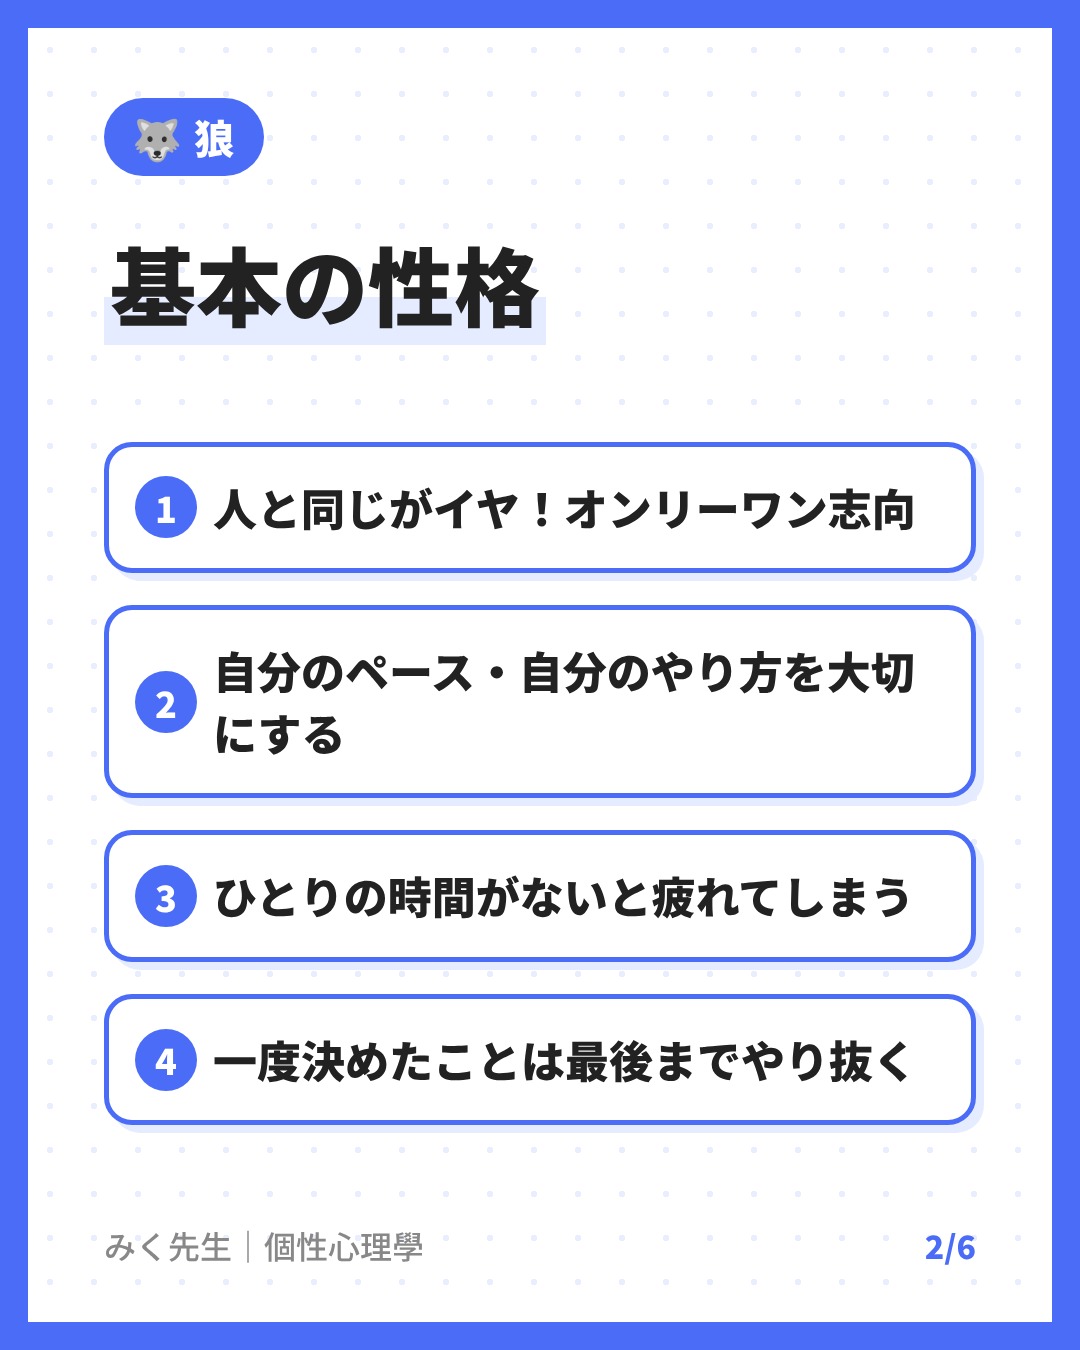 🐺 狼
基本の性格
1 人と同じがイヤ！オンリーワン志向
2 自分のペース・自分のやり方を大切
にする
3 ひとりの時間がないと疲れてしまう
4 一度決めたことは最後までやり抜く
みく先生｜個性心理學
2/6